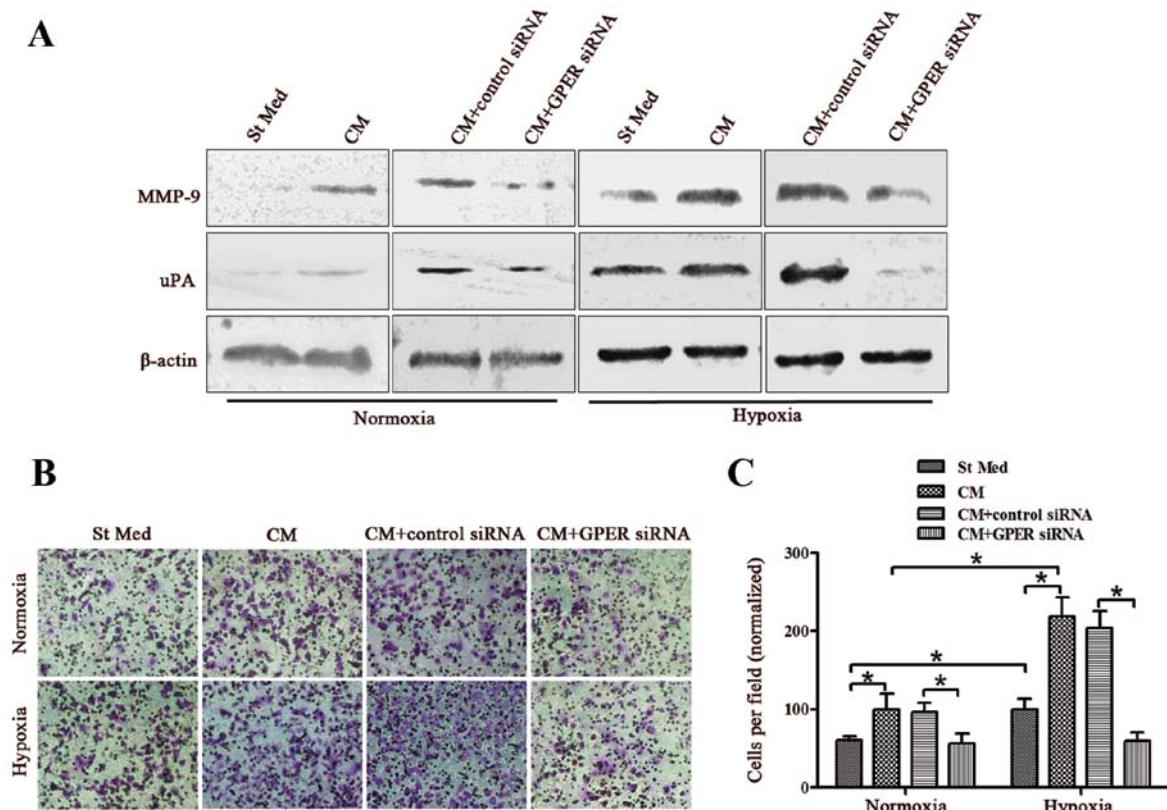 A
St Med
CM
CM+control siRNA
CM+GPER siRNA
St Med
CM
CM+control siRNA
CM+GPER siRNA
MMP-9
uPA
β-actin
Normoxia
Hypoxia
B
St Med
CM
CM+control siRNA
CM+GPER siRNA
Normoxia
Hypoxia
C
St Med
CM
CM+control siRNA
CM+GPER siRNA
Cells per field (normalized)
300
200
100
0
*
*
*
*
*
*
Normoxia
Hypoxia